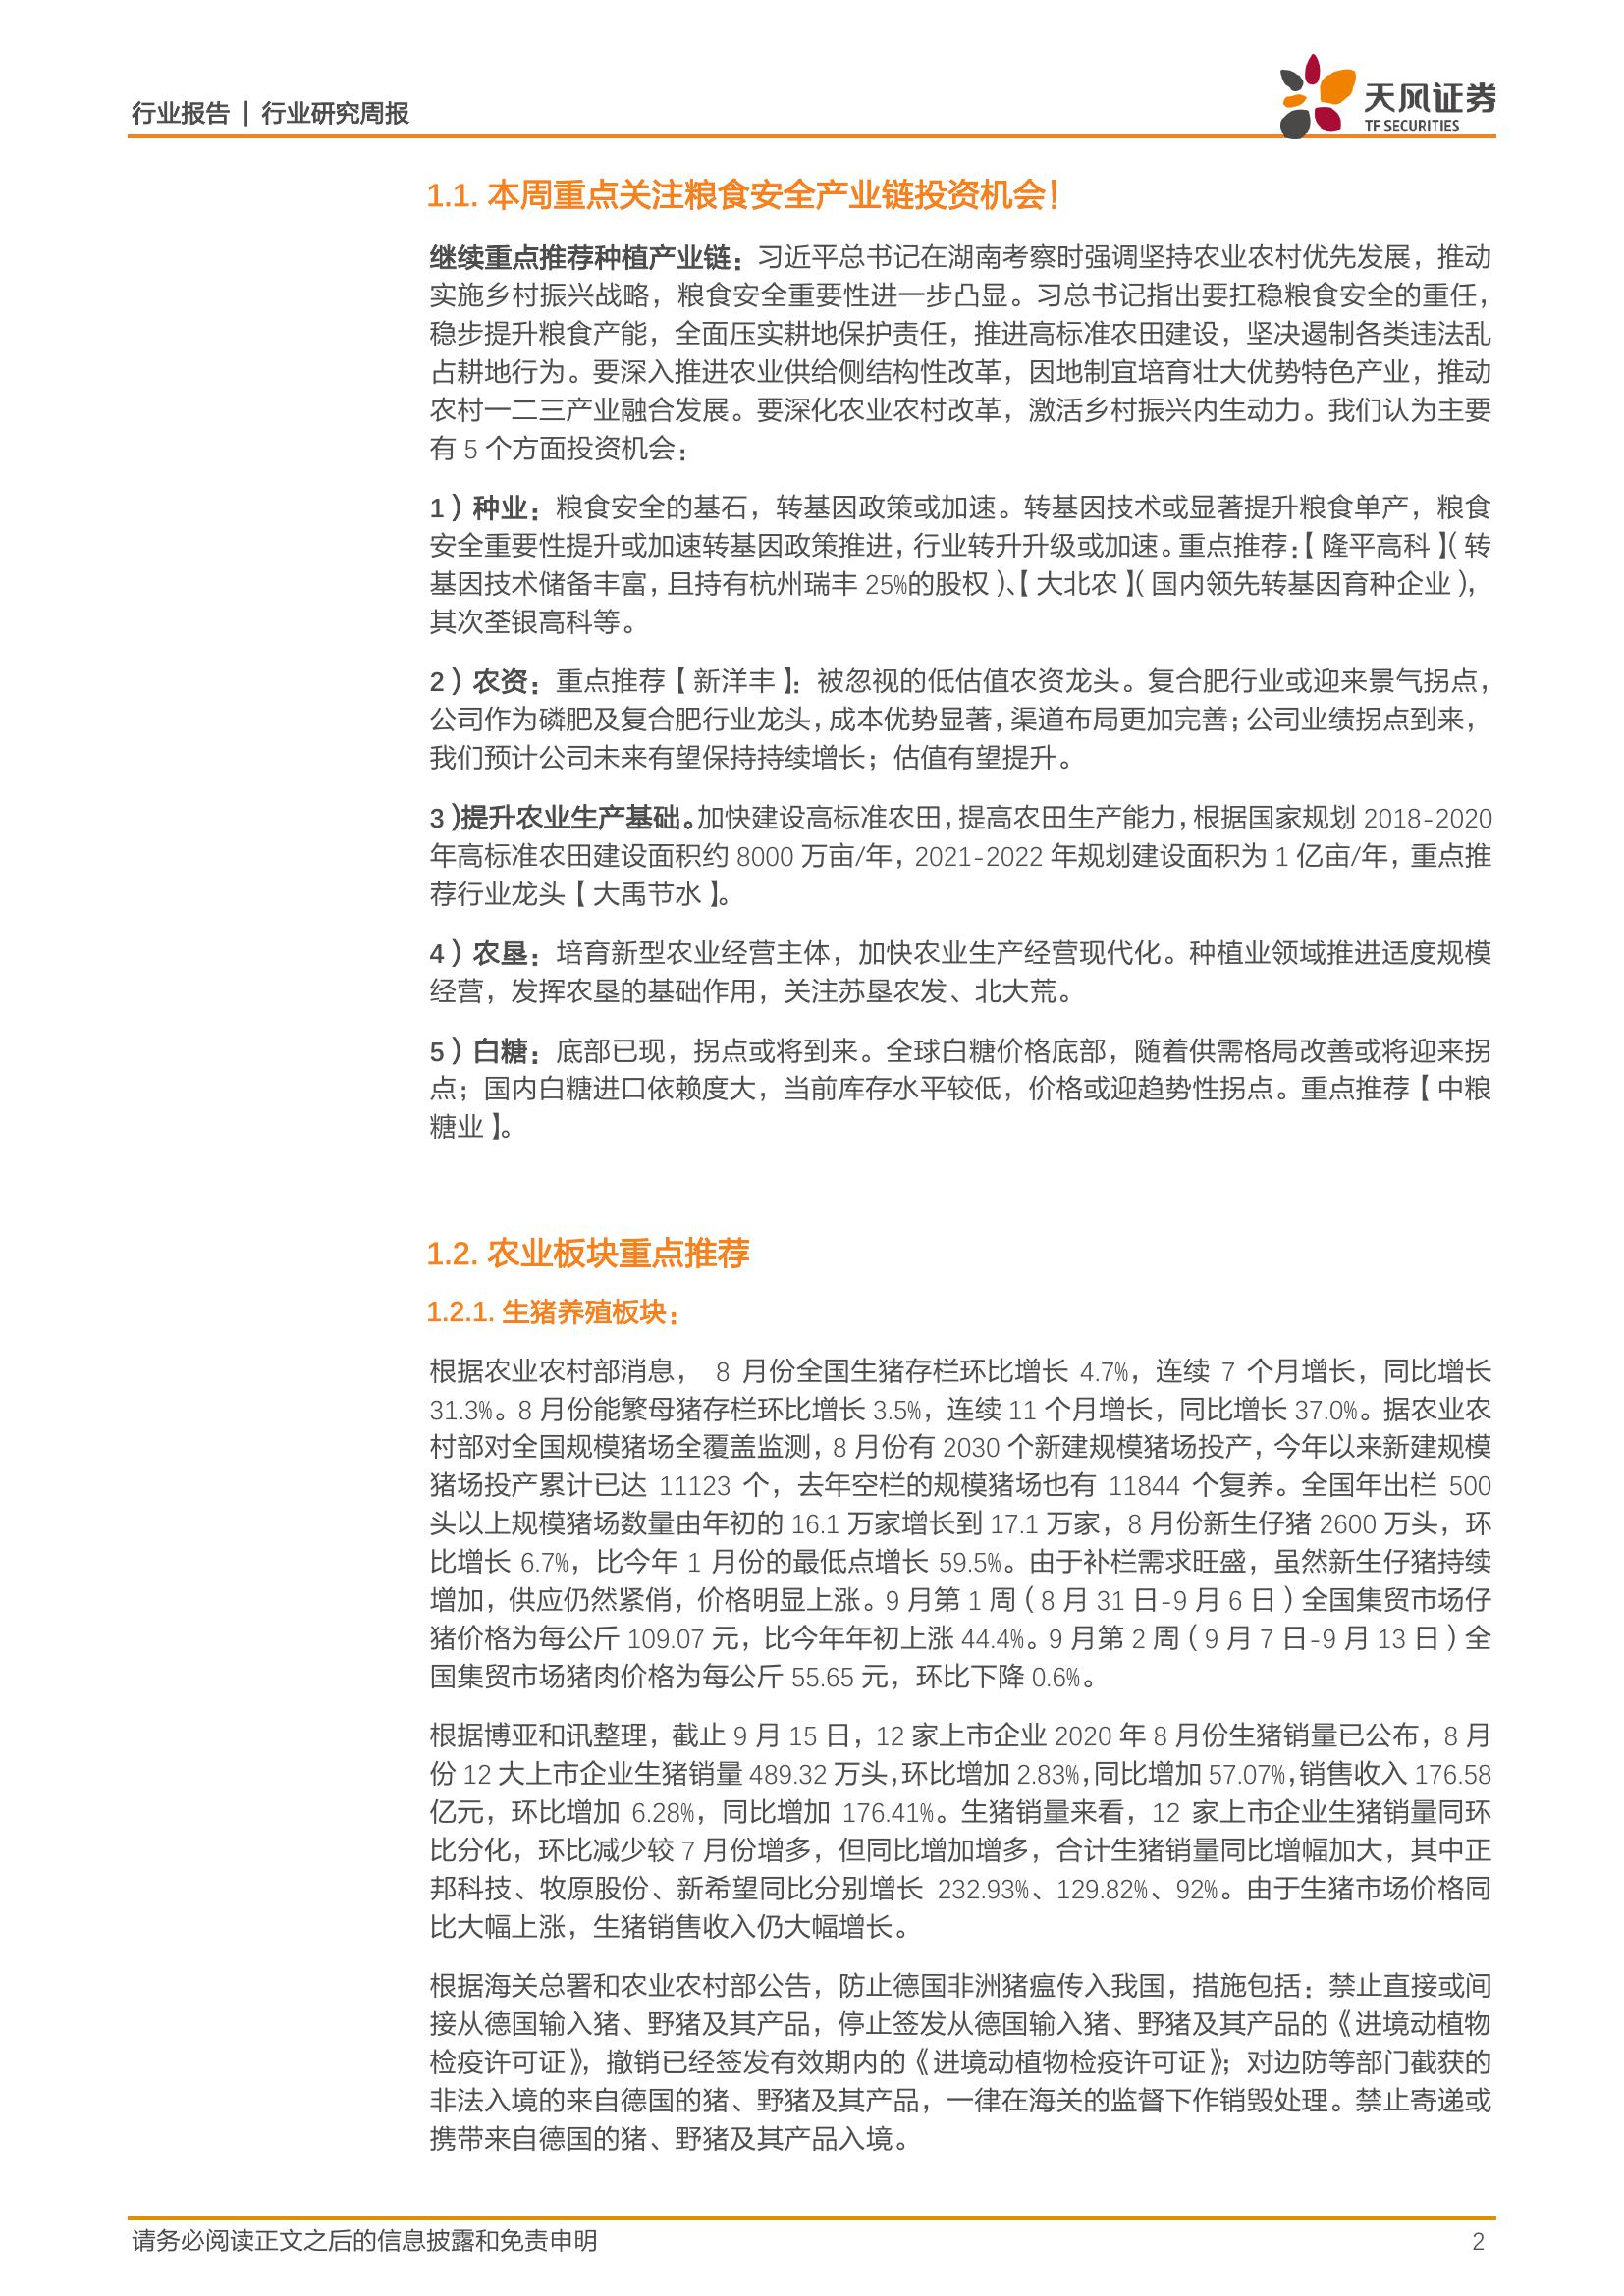 行业报告 | 行业研究周报
天风证券
TF SECURITIES
1.1. 本周重点关注粮食安全产业链投资机会！
继续重点推荐种植产业链：习近平总书记在湖南考察时强调坚持农业农村优先发展，推动
实施乡村振兴战略，粮食安全重要性进一步凸显。习总书记指出要扛稳粮食安全的重任，
稳步提升粮食产能，全面压实耕地保护责任，推进高标准农田建设，坚决遏制各类违法乱
占耕地行为。要深入推进农业供给侧结构性改革，因地制宜培育壮大优势特色产业，推动
农村一二三产业融合发展。要深化农业农村改革，激活乡村振兴内生动力。我们认为主要
有 5 个方面投资机会：
1）种业：粮食安全的基石，转基因政策或加速。转基因技术或显著提升粮食单产，粮食
安全重要性提升或加速转基因政策推进，行业转升升级或加速。重点推荐：【隆平高科】（转
基因技术储备丰富，且持有杭州瑞丰 25%的股权）、【大北农】（国内领先转基因育种企业），
其次荃银高科等。
2）农资：重点推荐【新洋丰】：被忽视的低估值农资龙头。复合肥行业或迎来景气拐点，
公司作为磷肥及复合肥行业龙头，成本优势显著，渠道布局更加完善；公司业绩拐点到来，
我们预计公司未来有望保持持续增长；估值有望提升。
3）提升农业生产基础。加快建设高标准农田，提高农田生产能力，根据国家规划 2018-2020
年高标准农田建设面积约 8000 万亩/年，2021-2022 年规划建设面积为 1 亿亩/年，重点推
荐行业龙头【大禹节水】。
4）农垦：培育新型农业经营主体，加快农业生产经营现代化。种植业领域推进适度规模
经营，发挥农垦的基础作用，关注苏垦农发、北大荒。
5）白糖：底部已现，拐点或将到来。全球白糖价格底部，随着供需格局改善或将迎来拐
点；国内白糖进口依赖度大，当前库存水平较低，价格或迎趋势性拐点。重点推荐【中粮
糖业】。
1.2. 农业板块重点推荐
1.2.1. 生猪养殖板块：
根据农业农村部消息， 8 月份全国生猪存栏环比增长 4.7%，连续 7 个月增长，同比增长
31.3%。8 月份能繁母猪存栏环比增长 3.5%，连续 11 个月增长，同比增长 37.0%。据农业农
村部对全国规模猪场全覆盖监测，8 月份有 2030 个新建规模猪场投产，今年以来新建规模
猪场投产累计已达 11123 个，去年空栏的规模猪场也有 11844 个复养。全国年出栏 500
头以上规模猪场数量由年初的 16.1 万家增长到 17.1 万家，8 月份新生仔猪 2600 万头，环
比增长 6.7%，比今年 1 月份的最低点增长 59.5%。由于补栏需求旺盛，虽然新生仔猪持续
增加，供应仍然紧俏，价格明显上涨。9 月第 1 周（8 月 31 日-9 月 6 日）全国集贸市场仔
猪价格为每公斤 109.07 元，比今年年初上涨 44.4%。9 月第 2 周（9 月 7 日-9 月 13 日）全
国集贸市场猪肉价格为每公斤 55.65 元，环比下降 0.6%。
根据博亚和讯整理，截止 9 月 15 日，12 家上市企业 2020 年 8 月份生猪销量已公布，8 月
份 12 大上市企业生猪销量 489.32 万头，环比增加 2.83%，同比增加 57.07%，销售收入 176.58
亿元，环比增加 6.28%，同比增加 176.41%。生猪销量来看，12 家上市企业生猪销量同环
比分化，环比减少较 7 月份增多，但同比增加增多，合计生猪销量同比增幅加大，其中正
邦科技、牧原股份、新希望同比分别增长 232.93%、129.82%、92%。由于生猪市场价格同
比大幅上涨，生猪销售收入仍大幅增长。
根据海关总署和农业农村部公告，防止德国非洲猪瘟传入我国，措施包括：禁止直接或间
接从德国输入猪、野猪及其产品，停止签发从德国输入猪、野猪及其产品的《进境动植物
检疫许可证》，撤销已经签发有效期内的《进境动植物检疫许可证》；对边防等部门截获的
非法入境的来自德国的猪、野猪及其产品，一律在海关的监督下作销毁处理。禁止寄递或
携带来自德国的猪、野猪及其产品入境。
请务必阅读正文之后的信息披露和免责申明
2